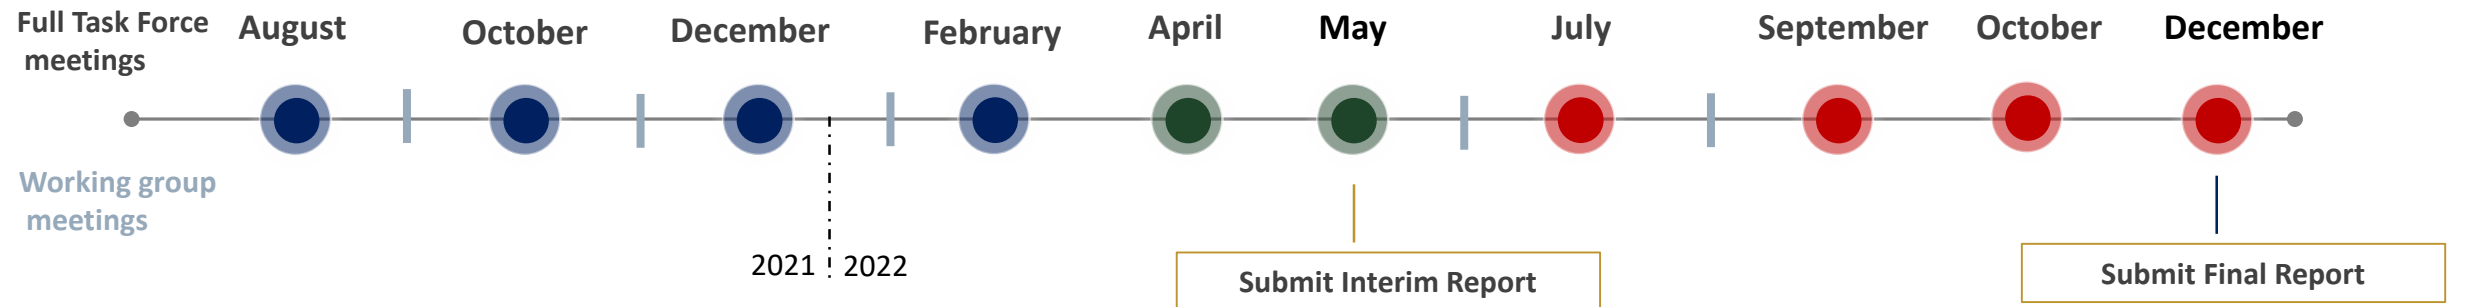 Full Task Force
meetings
August
October
December
February
April
May
July
September
October
December
Working group
meetings
2021
2022
Submit Interim Report
Submit Final Report